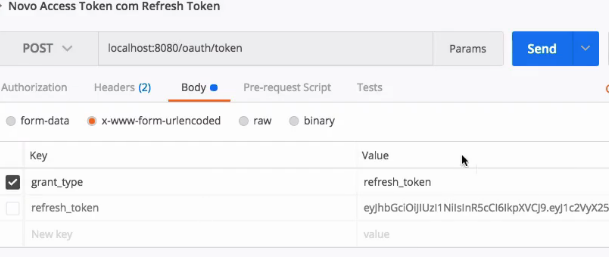 Novo Access Token com Refresh Token
POST localhost:8080/oauth/token Params Send
Authorization Headers (2) Body Pre-request Script Tests
form-data x-www-form-urlencoded raw binary
Key Value
grant_type refresh_token
refresh_token eyJhbGciOiJIUzI1NiIsInR5cCI6IkpXVCJ9.eyJ1c2VyX25
New key value